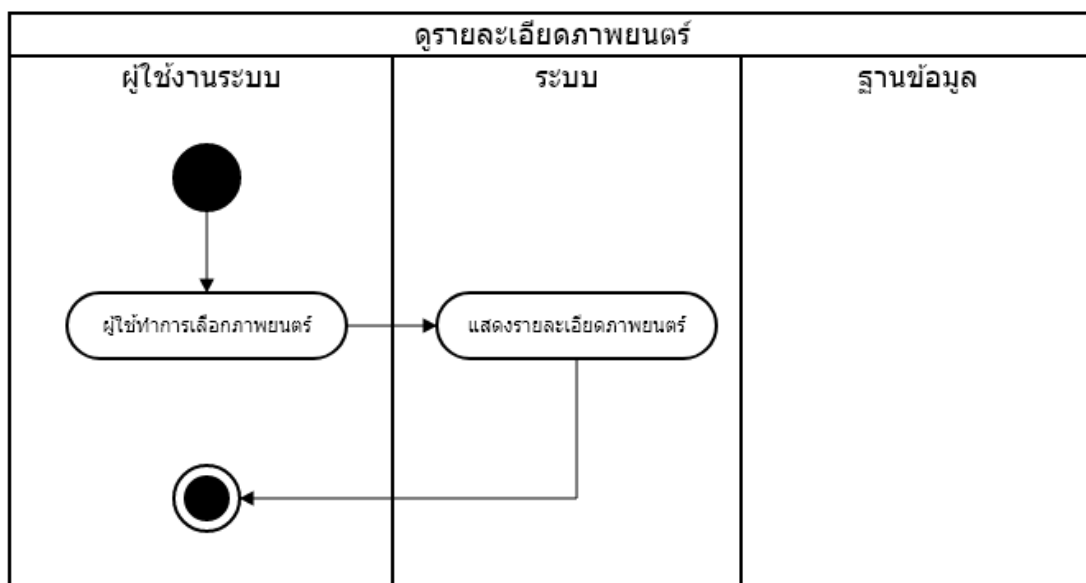 ดูรายละเอียดภาพยนตร์
ผู้ใช้งานระบบ
ระบบ
ฐานข้อมูล
ผู้ใช้ทำการเลือกภาพยนตร์
แสดงรายละเอียดภาพยนตร์